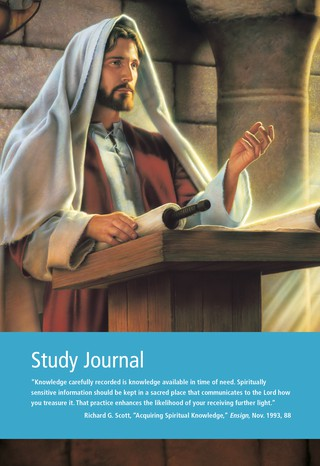 Study Journal
“Knowledge carefully recorded is knowledge available in time of need. Spiritually
sensitive information should be kept in a sacred place that communicates to the Lord how
you treasure it. That practice enhances the likelihood of your receiving further light.”
Richard G. Scott, “Acquiring Spiritual Knowledge,” Ensign, Nov. 1993, 88